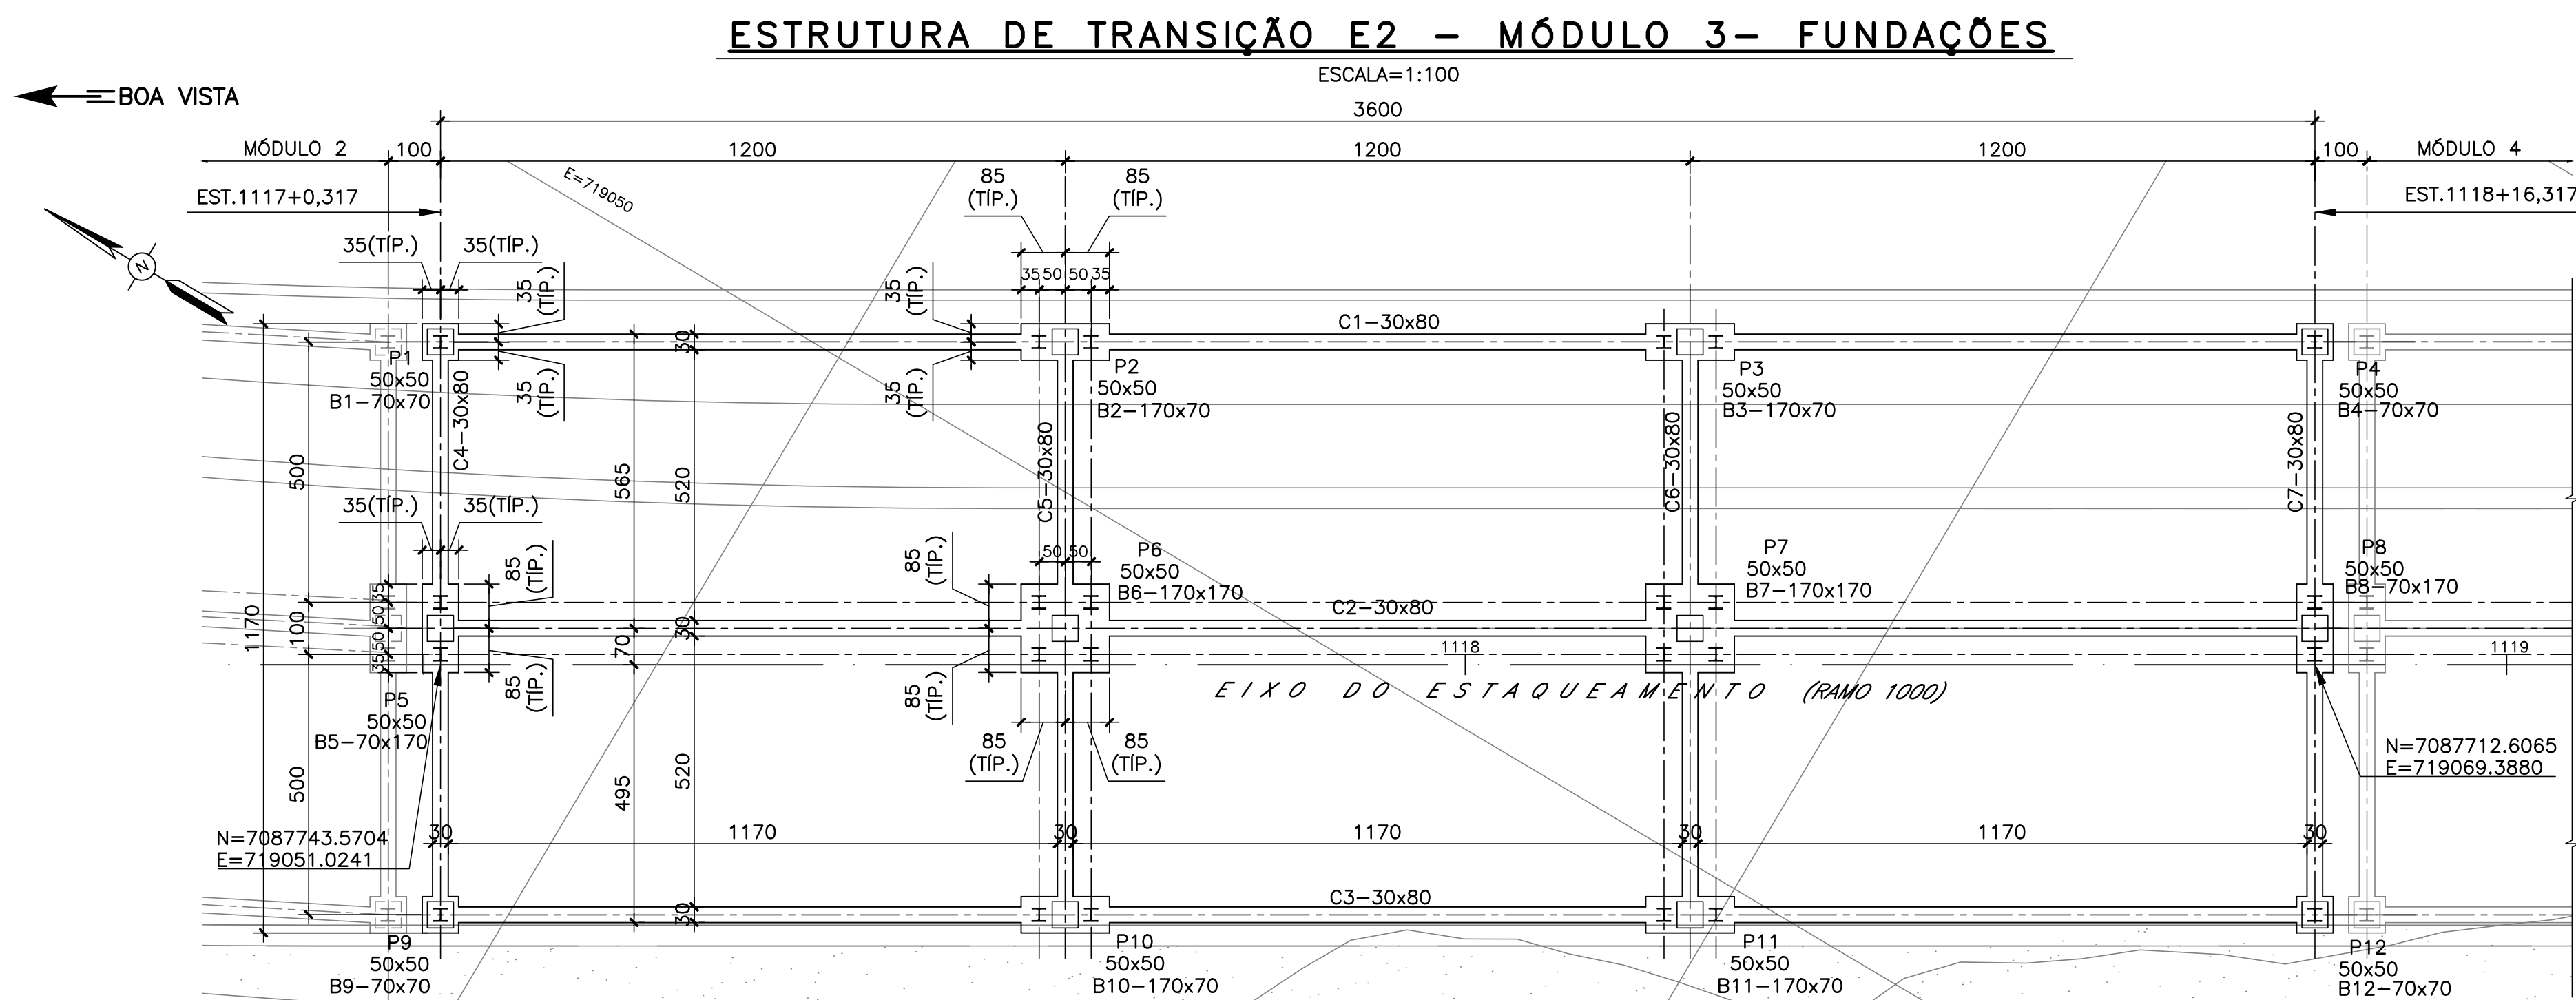 ESTRUTURA DE TRANSIÇÃO E2 – MÓDULO 3– FUNDAÇÕES
ESCALA=1:100
BOA VISTA
3600
MÓDULO 2
100
1200
1200
1200
100
MÓDULO 4
EST.1117+0,317
E=719050
85
(TÍP.)
85
(TÍP.)
EST.1118+16,317
N
35(TÍP.)
35(TÍP.)
35
(TÍP.)
35
(TÍP.)
35
50
50
35
P1
50x50
B1–70x70
30
C1–30x80
P2
50x50
B2–170x70
P3
50x50
B3–170x70
P4
50x50
B4–70x70
35
(TÍP.)
35
(TÍP.)
C4–30x80
500
565
520
C5–30x80
C6–30x80
C7–30x80
35(TÍP.)
35(TÍP.)
85
(TÍP.)
85
(TÍP.)
50
50
P6
50x50
B6–170x170
P7
50x50
B7–170x170
P8
50x50
B8–70x170
1170
100
35
50
50
35
70
30
C2–30x80
1118
1119
EIXO DO ESTAQUEAMENTO (RAMO 1000)
P5
50x50
B5–70x170
85
(TÍP.)
85
(TÍP.)
85
(TÍP.)
85
(TÍP.)
500
495
520
N=7087712.6065
E=719069.3880
N=7087743.5704
E=719051.0241
30
1170
30
1170
30
1170
30
30
C3–30x80
P9
50x50
B9–70x70
P10
50x50
B10–170x70
P11
50x50
B11–170x70
P12
50x50
B12–70x70